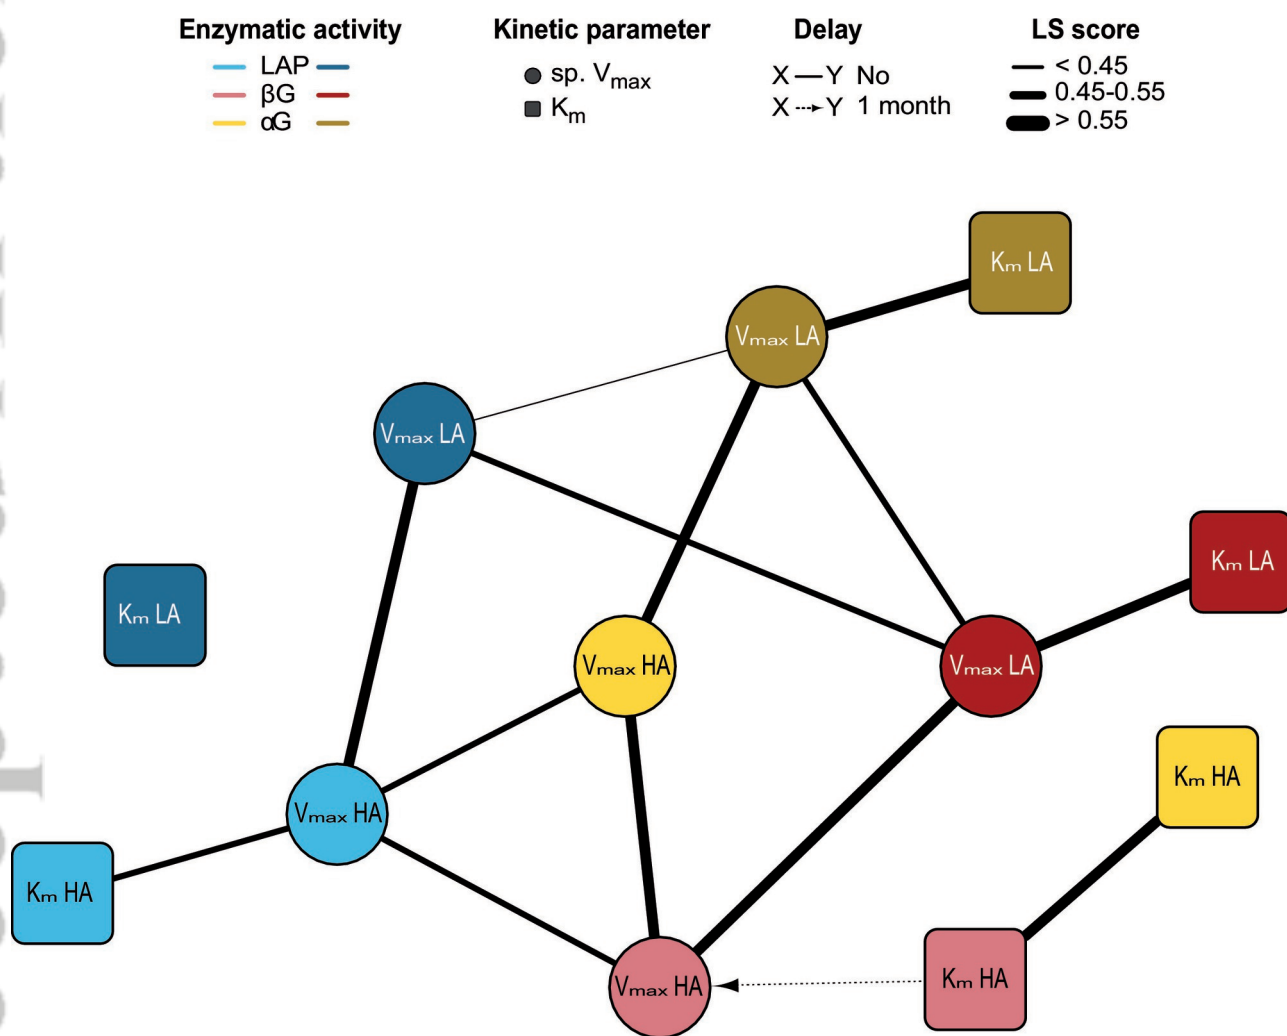 Enzymatic activity Kinetic parameter Delay LS score
LAP sp. Vmax X Y No < 0.45
βG Km X Y 1 month 0.45-0.55
αG > 0.55
Km LA
Vmax LA
Vmax LA
Km LA
Km LA
Vmax HA
Vmax LA
Km HA
Vmax HA
Km HA
Km HA
Vmax HA